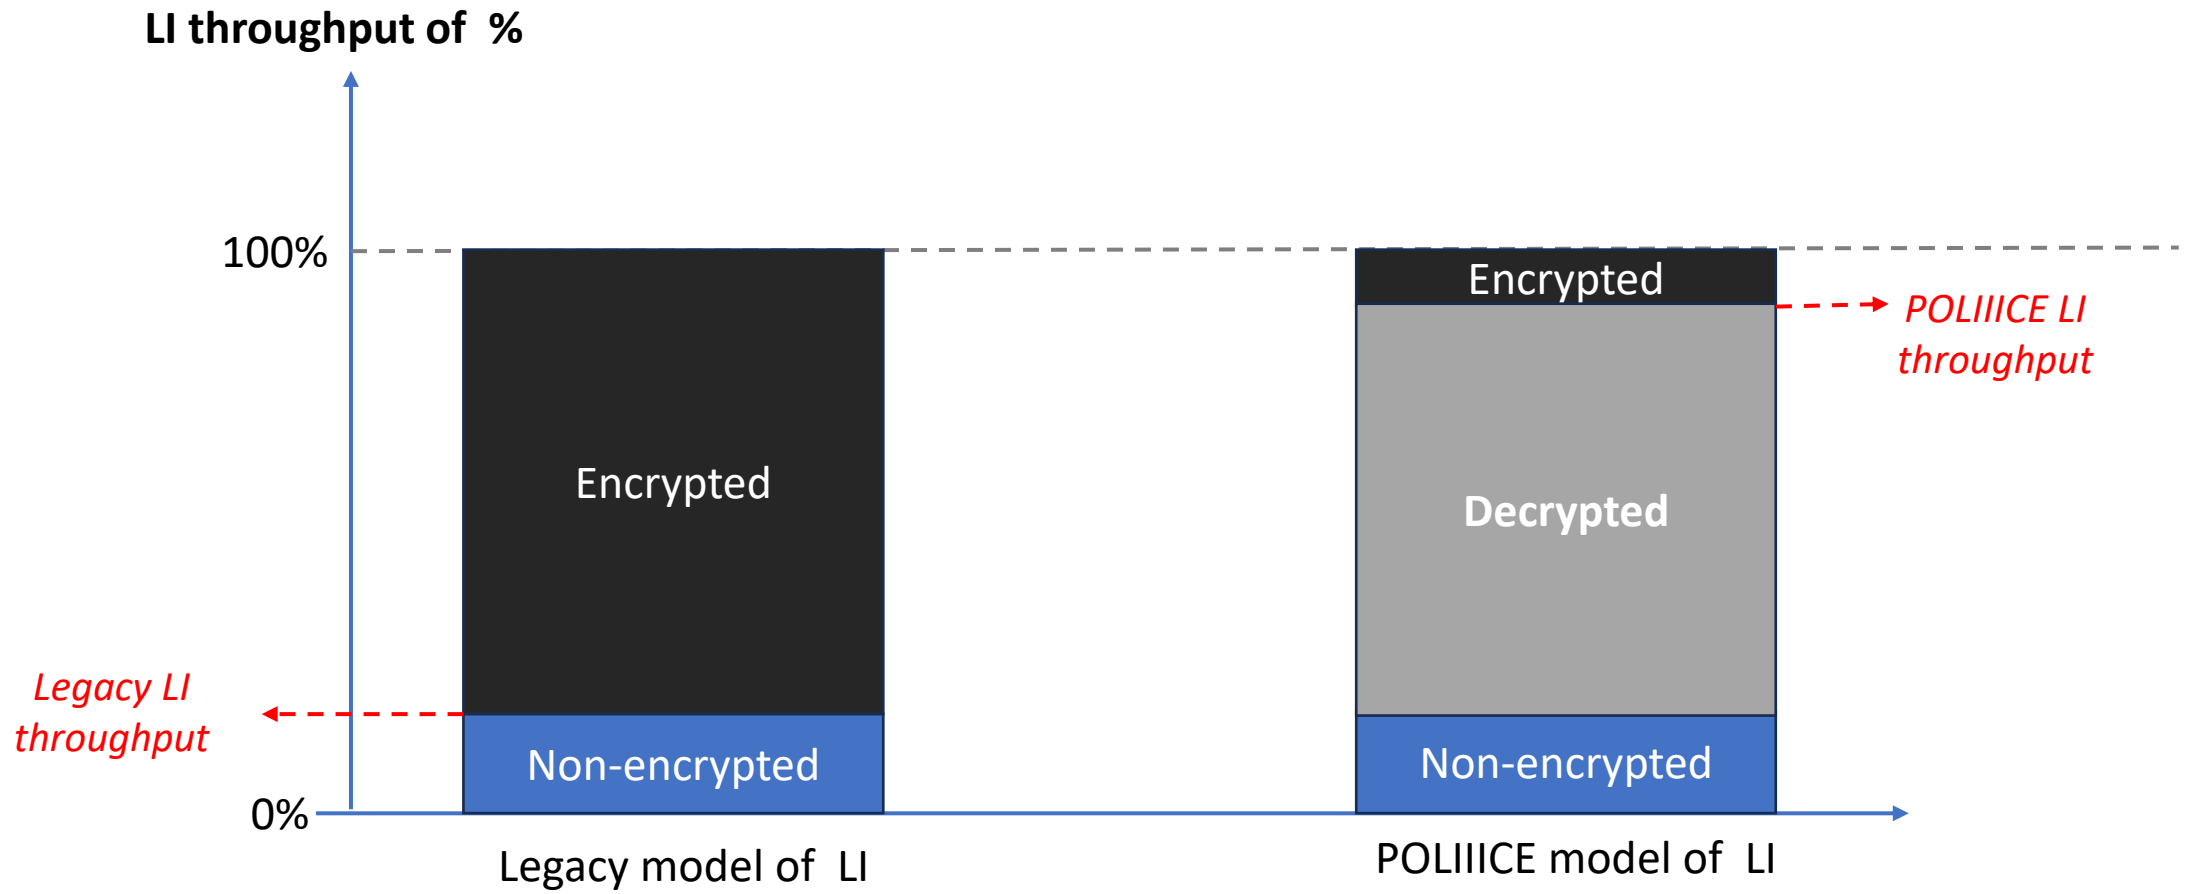 LI throughput of  %
100%
Encrypted
POLIIICE LI
throughput
Encrypted
Decrypted
Legacy LI
throughput
Non-encrypted
Non-encrypted
0%
Legacy model of  LI
POLIIICE model of  LI